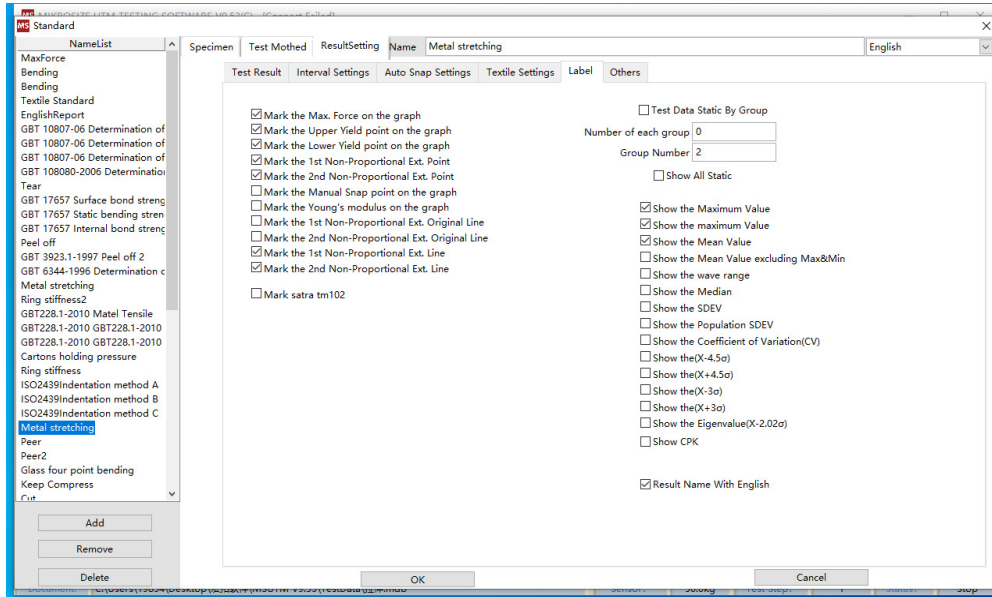 MIKROSIZE UTM TESTING SOFTWARE V9.53(C) - [Connect Failed]
MS Standard
NameList
MaxForce
Bending
Bending
Textile Standard
EnglishReport
GBT 10807-06 Determination of
GBT 10807-06 Determination of
GBT 10807-06 Determination of
GBT 108080-2006 Determination
Tear
GBT 17657 Surface bond streng
GBT 17657 Static bending stren
GBT 17657 Internal bond streng
Peel off
GBT 3923.1-1997 Peel off 2
GBT 6344-1996 Determination c
Metal stretching
Ring stiffness2
GBT228.1-2010 Matel Tensile
GBT228.1-2010 GBT228.1-2010
GBT228.1-2010 GBT228.1-2010
Cartons holding pressure
Ring stiffness
ISO2439Indentation method A
ISO2439Indentation method B
ISO2439Indentation method C
Metal stretching
Peer
Peer2
Glass four point bending
Keep Compress
Cut
Add
Remove
Delete
Specimen Test Mothed ResultSetting Name Metal stretching English
Test Result Interval Settings Auto Snap Settings Textile Settings Label Others
Mark the Max. Force on the graph
Mark the Upper Yield point on the graph
Mark the Lower Yield point on the graph
Mark the 1st Non-Proportional Ext. Point
Mark the 2nd Non-Proportional Ext. Point
Mark the Manual Snap point on the graph
Mark the Young's modulus on the graph
Mark the 1st Non-Proportional Ext. Original Line
Mark the 2nd Non-Proportional Ext. Original Line
Mark the 1st Non-Proportional Ext. Line
Mark the 2nd Non-Proportional Ext. Line
Mark satra tm102
Test Data Static By Group
Number of each group 0
Group Number 2
Show All Static
Show the Maximum Value
Show the maximum Value
Show the Mean Value
Show the Mean Value excluding Max&Min
Show the wave range
Show the Median
Show the SDEV
Show the Population SDEV
Show the Coefficient of Variation(CV)
Show the(X-4.5σ)
Show the(X+4.5σ)
Show the(X-3σ)
Show the(X+3σ)
Show the Eigenvalue(X-2.02σ)
Show CPK
Result Name With English
OK
Cancel